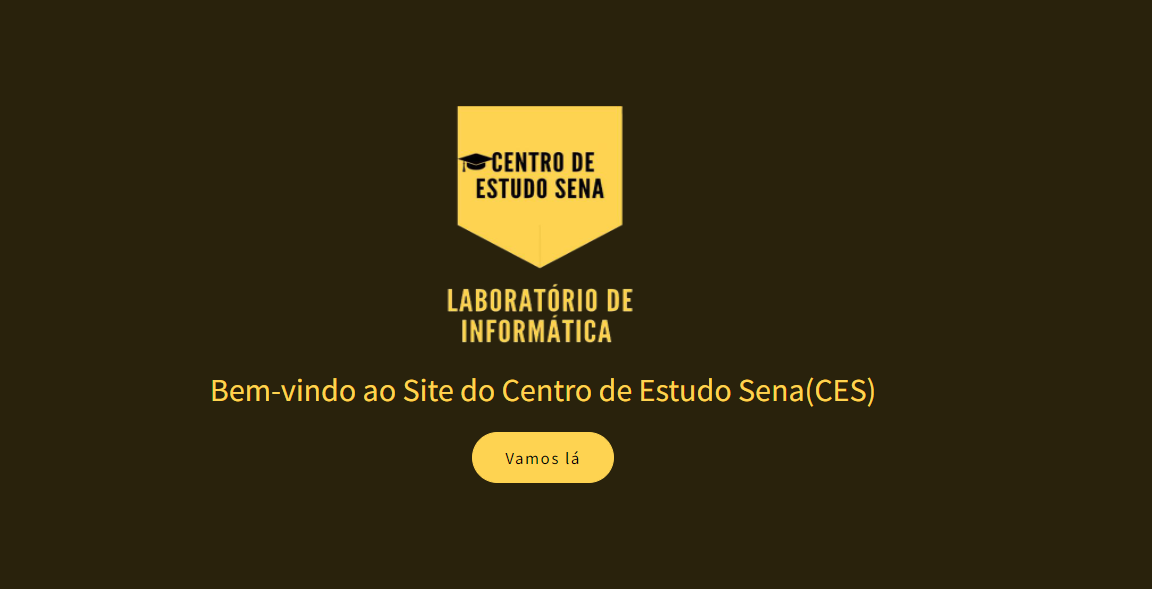 CENTRO DE
ESTUDO SENA
LABORATÓRIO DE
INFORMÁTICA
Bem-vindo ao Site do Centro de Estudo Sena(CES)
Vamos lá